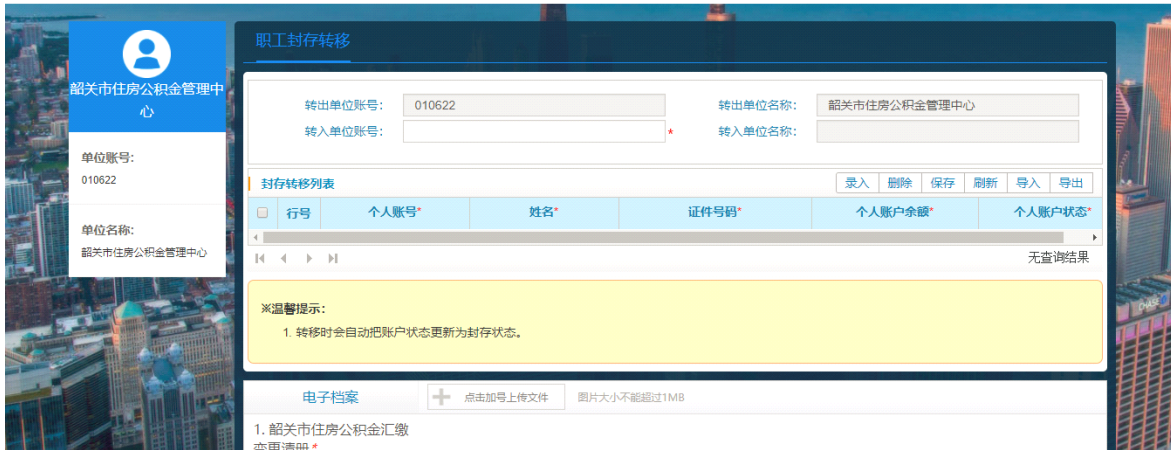 职工封存转移
韶关市住房公积金管理中
心
单位账号:
010622
单位名称:
韶关市住房公积金管理中心
转出单位账号: 010622 转出单位名称: 韶关市住房公积金管理中心
转入单位账号: * 转入单位名称:
封存转移列表 录入 删除 保存 刷新 导入 导出
行号 个人账号* 姓名* 证件号码* 个人账户余额* 个人账户状态*
无查询结果
※温馨提示:
1. 转移时会自动把账户状态更新为封存状态。
电子档案 点击加号上传文件 图片大小不能超过1MB
1. 韶关市住房公积金汇缴
变更清册*
CHASE